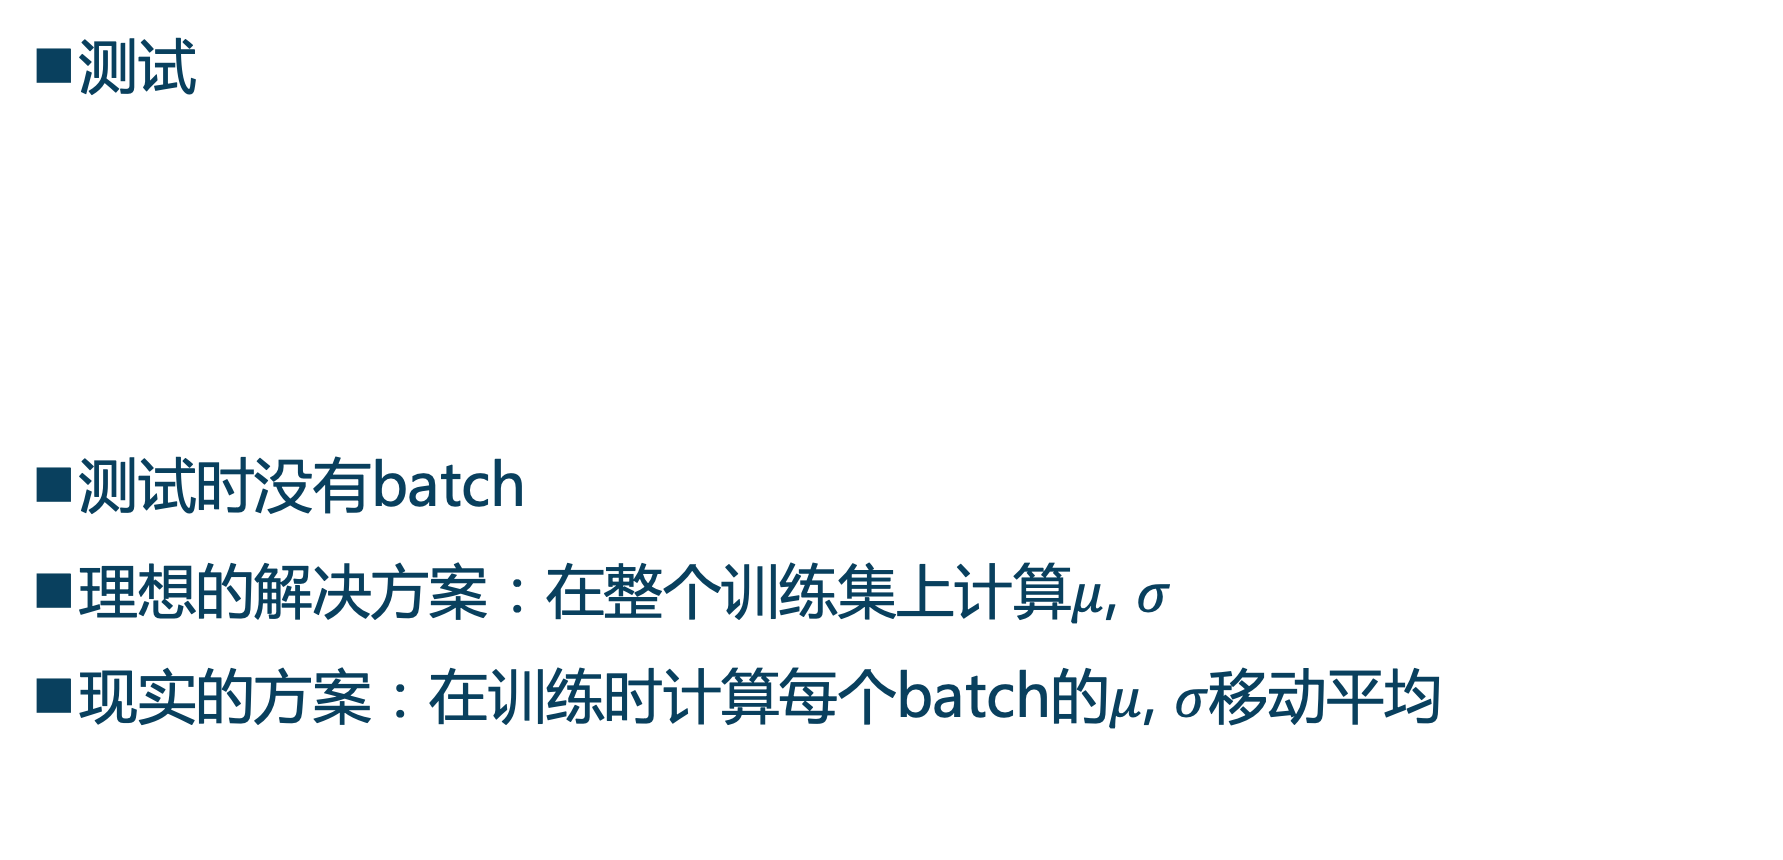 ■测试
■测试时没有batch
■理想的解决方案：在整个训练集上计算μ, σ
■现实的方案：在训练时计算每个batch的μ, σ移动平均